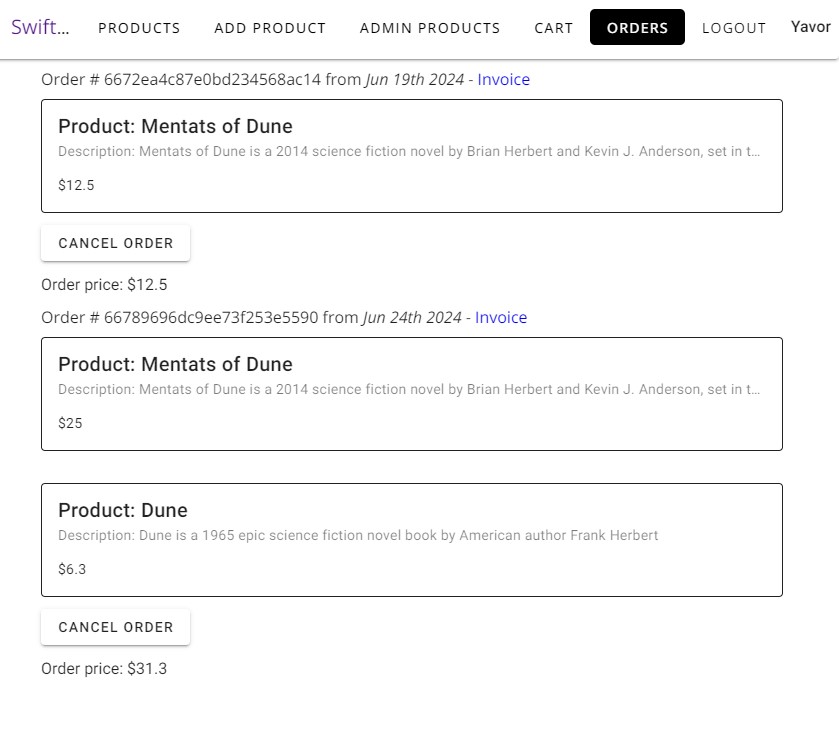 Swift... PRODUCTS ADD PRODUCT ADMIN PRODUCTS CART ORDERS LOGOUT Yavor
Order # 6672ea4c87e0bd234568ac14 from Jun 19th 2024 - Invoice
Product: Mentats of Dune
Description: Mentats of Dune is a 2014 science fiction novel by Brian Herbert and Kevin J. Anderson, set in t...
$12.5
CANCEL ORDER
Order price: $12.5
Order # 66789696dc9ee73f253e5590 from Jun 24th 2024 - Invoice
Product: Mentats of Dune
Description: Mentats of Dune is a 2014 science fiction novel by Brian Herbert and Kevin J. Anderson, set in t...
$25
Product: Dune
Description: Dune is a 1965 epic science fiction novel book by American author Frank Herbert
$6.3
CANCEL ORDER
Order price: $31.3